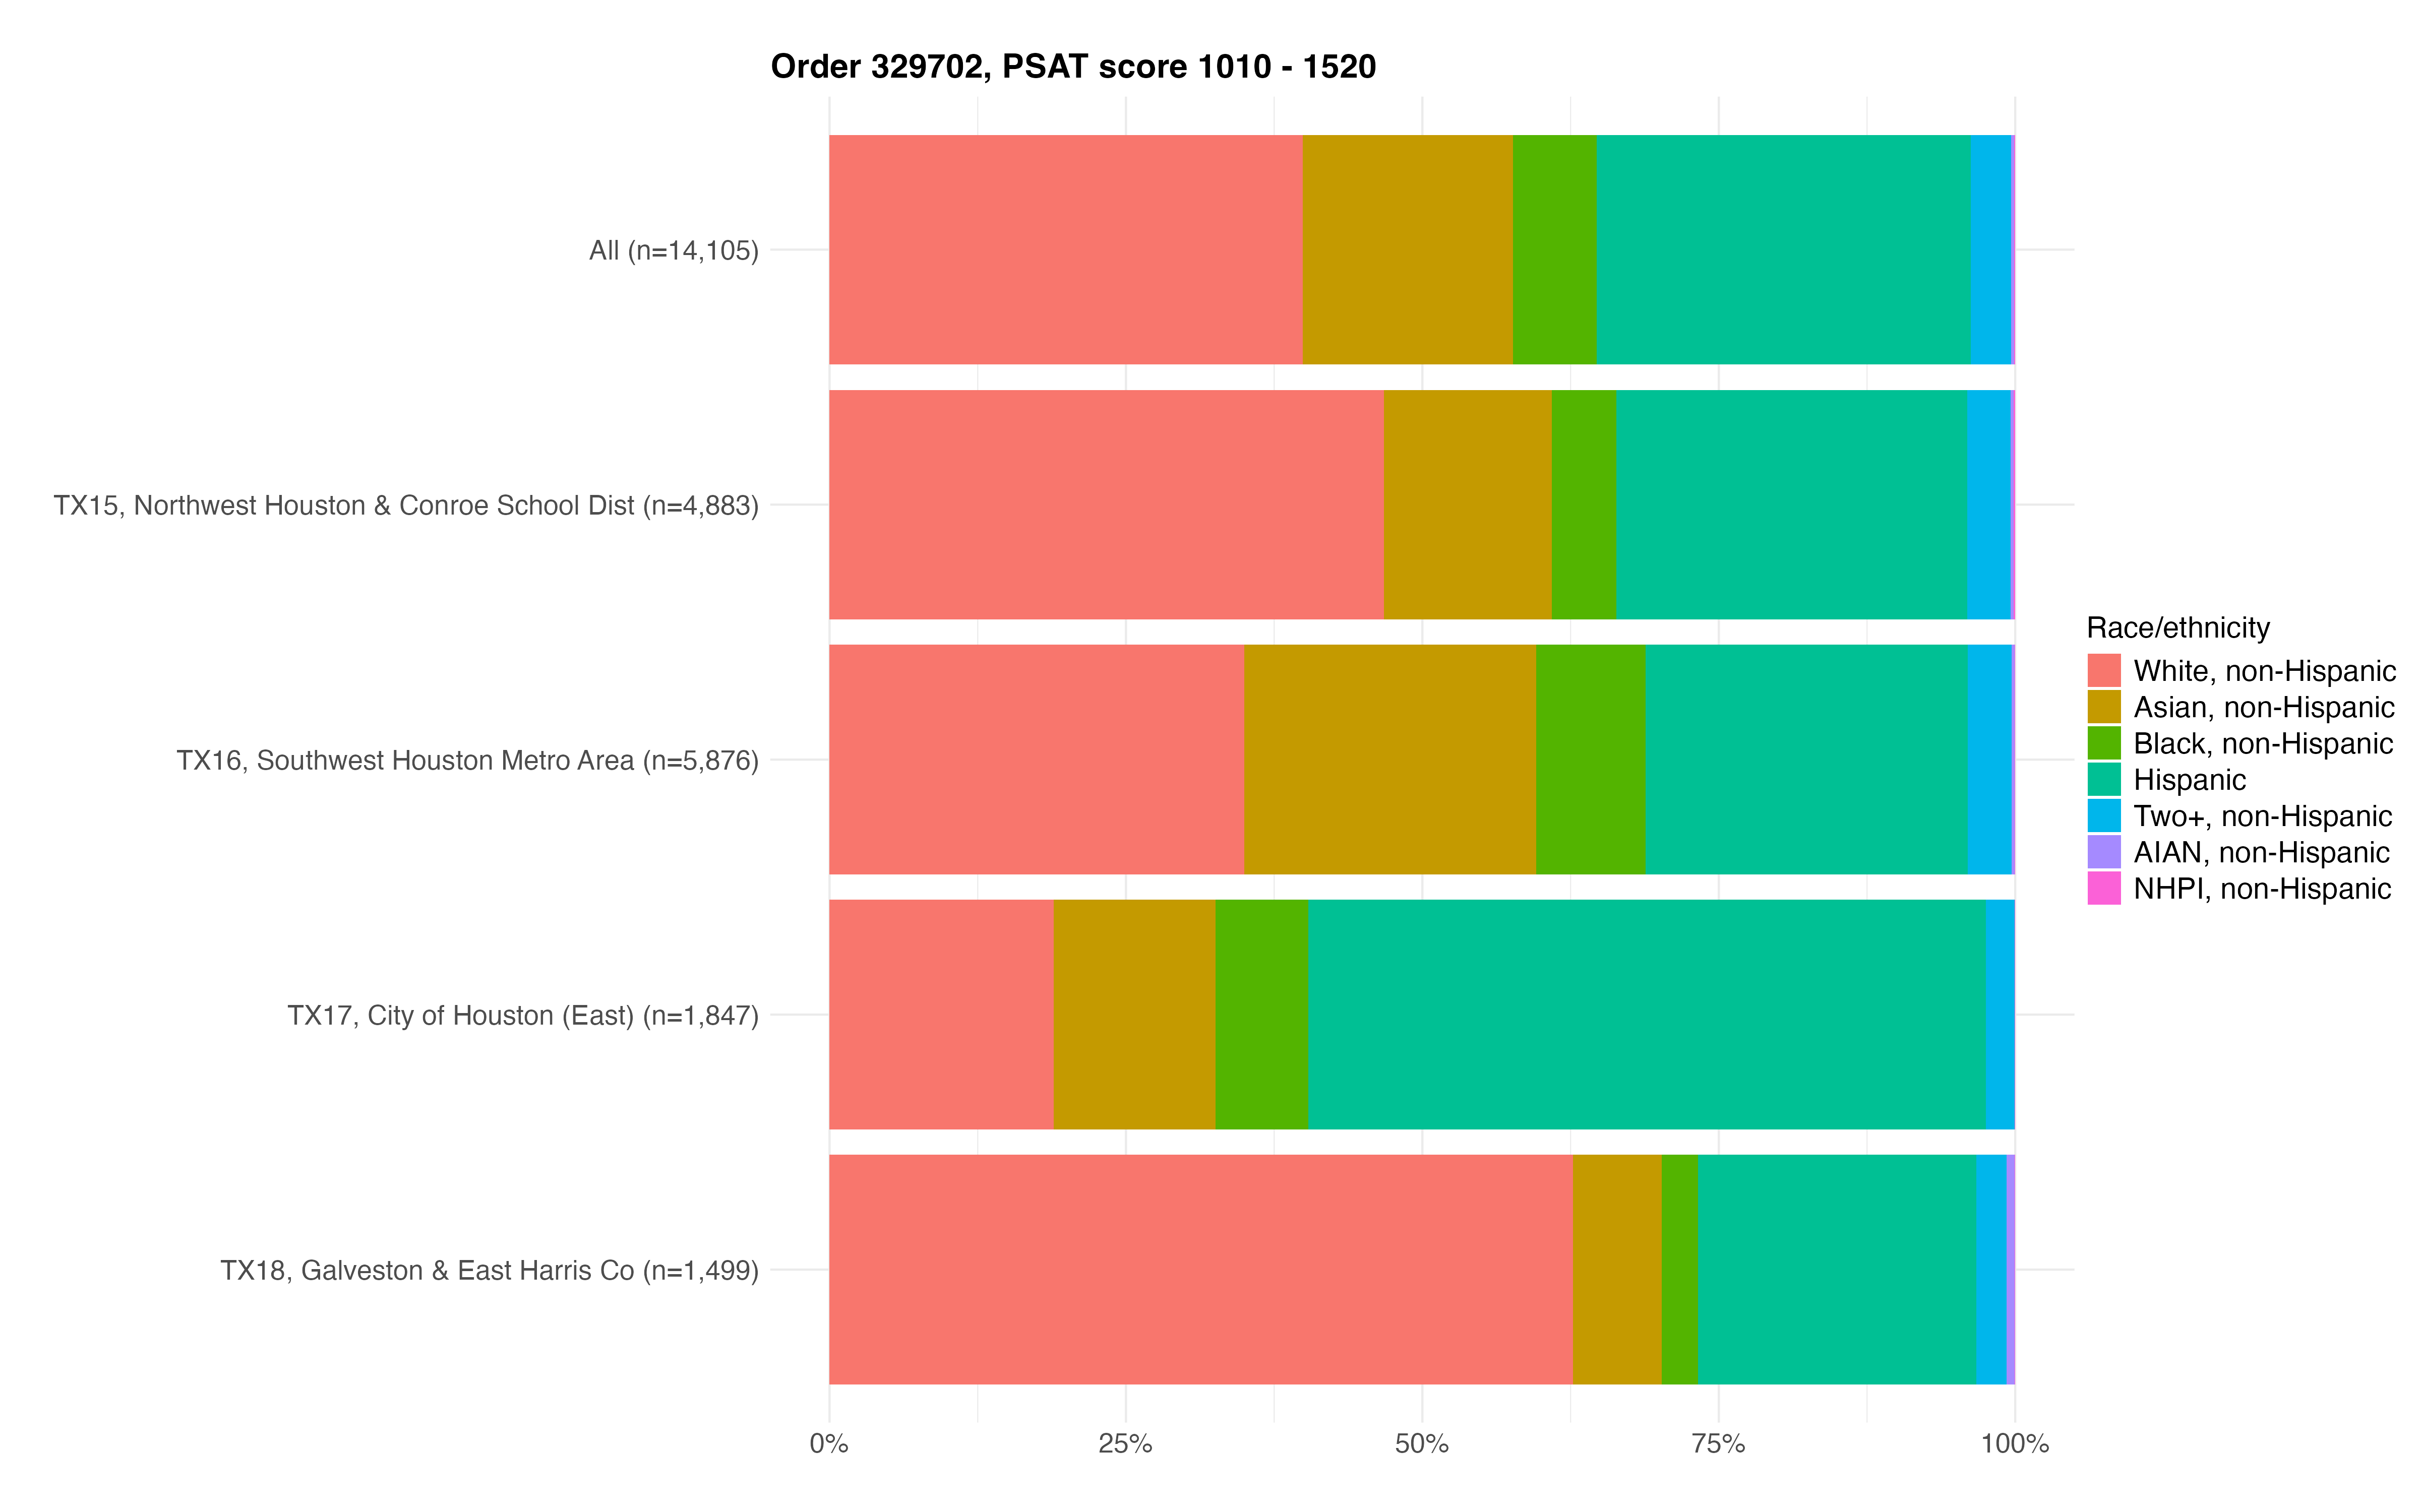 Order 329702, PSAT score 1010 - 1520
All (n=14,105)
TX15, Northwest Houston & Conroe School Dist (n=4,883)
TX16, Southwest Houston Metro Area (n=5,876)
TX17, City of Houston (East) (n=1,847)
TX18, Galveston & East Harris Co (n=1,499)
0% 25% 50% 75% 100%
Race/ethnicity
White, non-Hispanic
Asian, non-Hispanic
Black, non-Hispanic
Hispanic
Two+, non-Hispanic
AIAN, non-Hispanic
NHPI, non-Hispanic